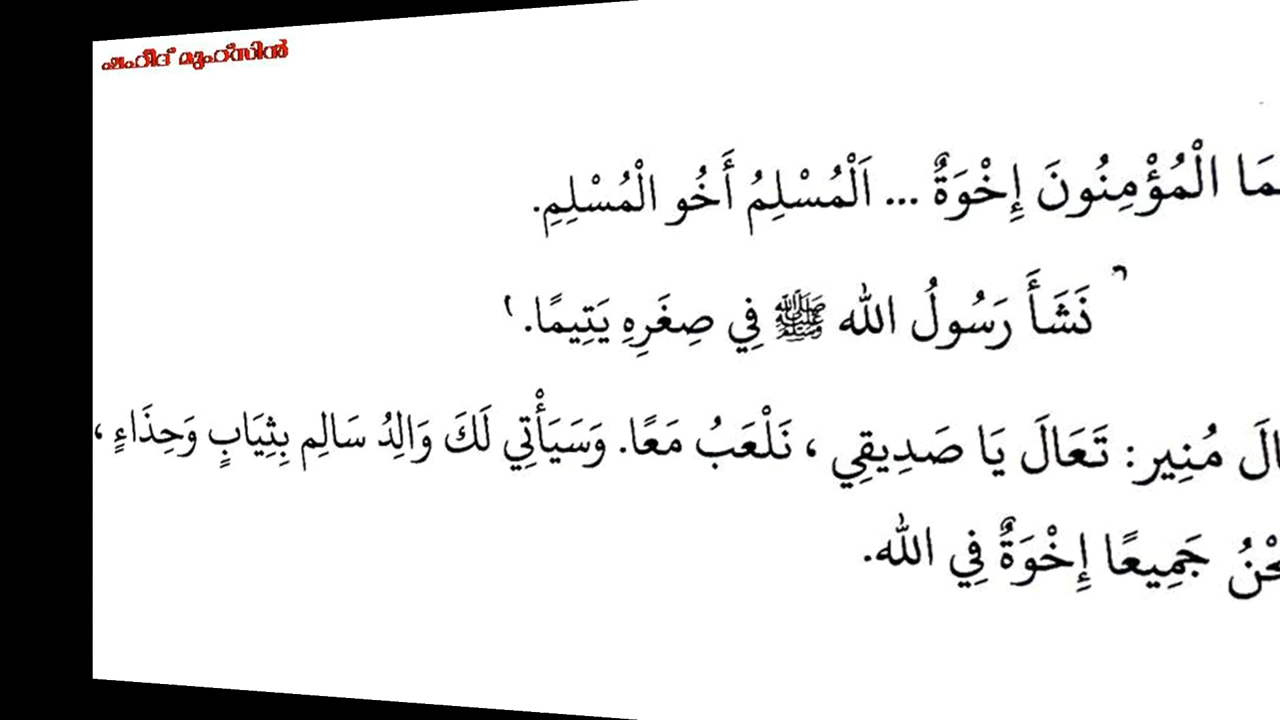 ഷഹീദ് മുഹ്സിൻ
الْمُؤْمِنُونَ إِخْوَةٌ ... اَلْمُسْلِمُ أَخُو الْمُسْلِمِ.
نَشَأَ رَسُولُ الله ﷺ فِي صِغَرِهِ يَتِيمًا.
مُنِير: تَعَالَ يَا صَدِيقِي ، نَلْعَبُ مَعًا. وَسَيَأْتِي لَكَ وَالِدُ سَالِم بِثِيَابٍ وَحِذَاءٍ ،
جَمِيعًا إِخْوَةٌ فِي الله.